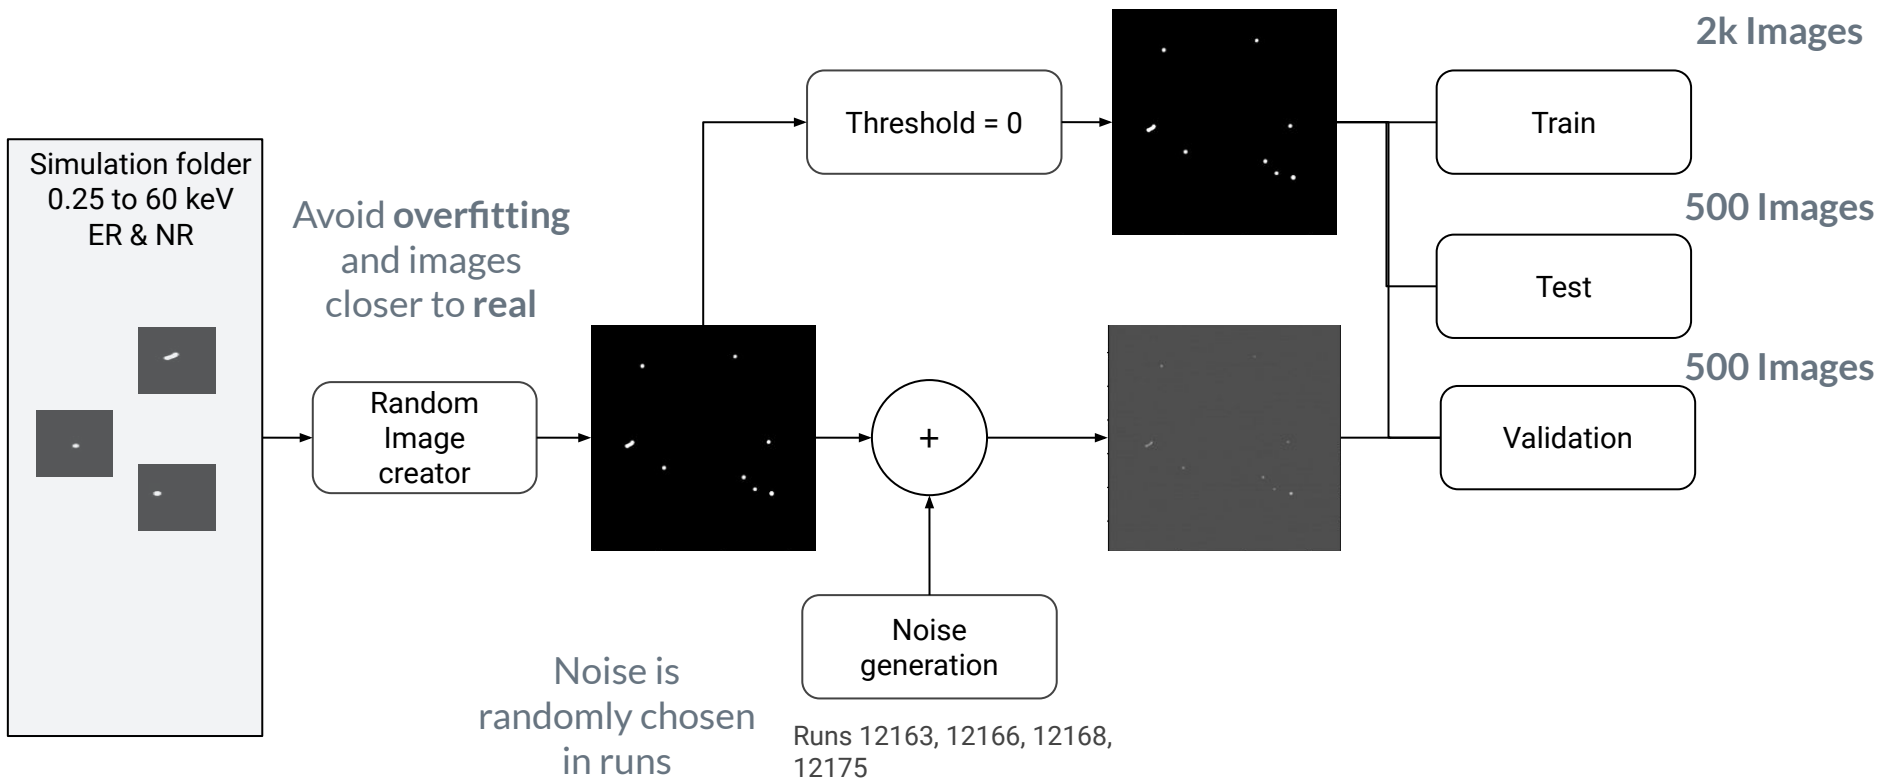 2k Images
Threshold = 0
Train
Simulation folder
0.25 to 60 keV
ER & NR
Avoid overfitting
and images
closer to real
500 Images
Test
500 Images
Random
Image
creator
+
Validation
Noise
generation
Noise is
randomly chosen
in runs
Runs 12163, 12166, 12168,
12175